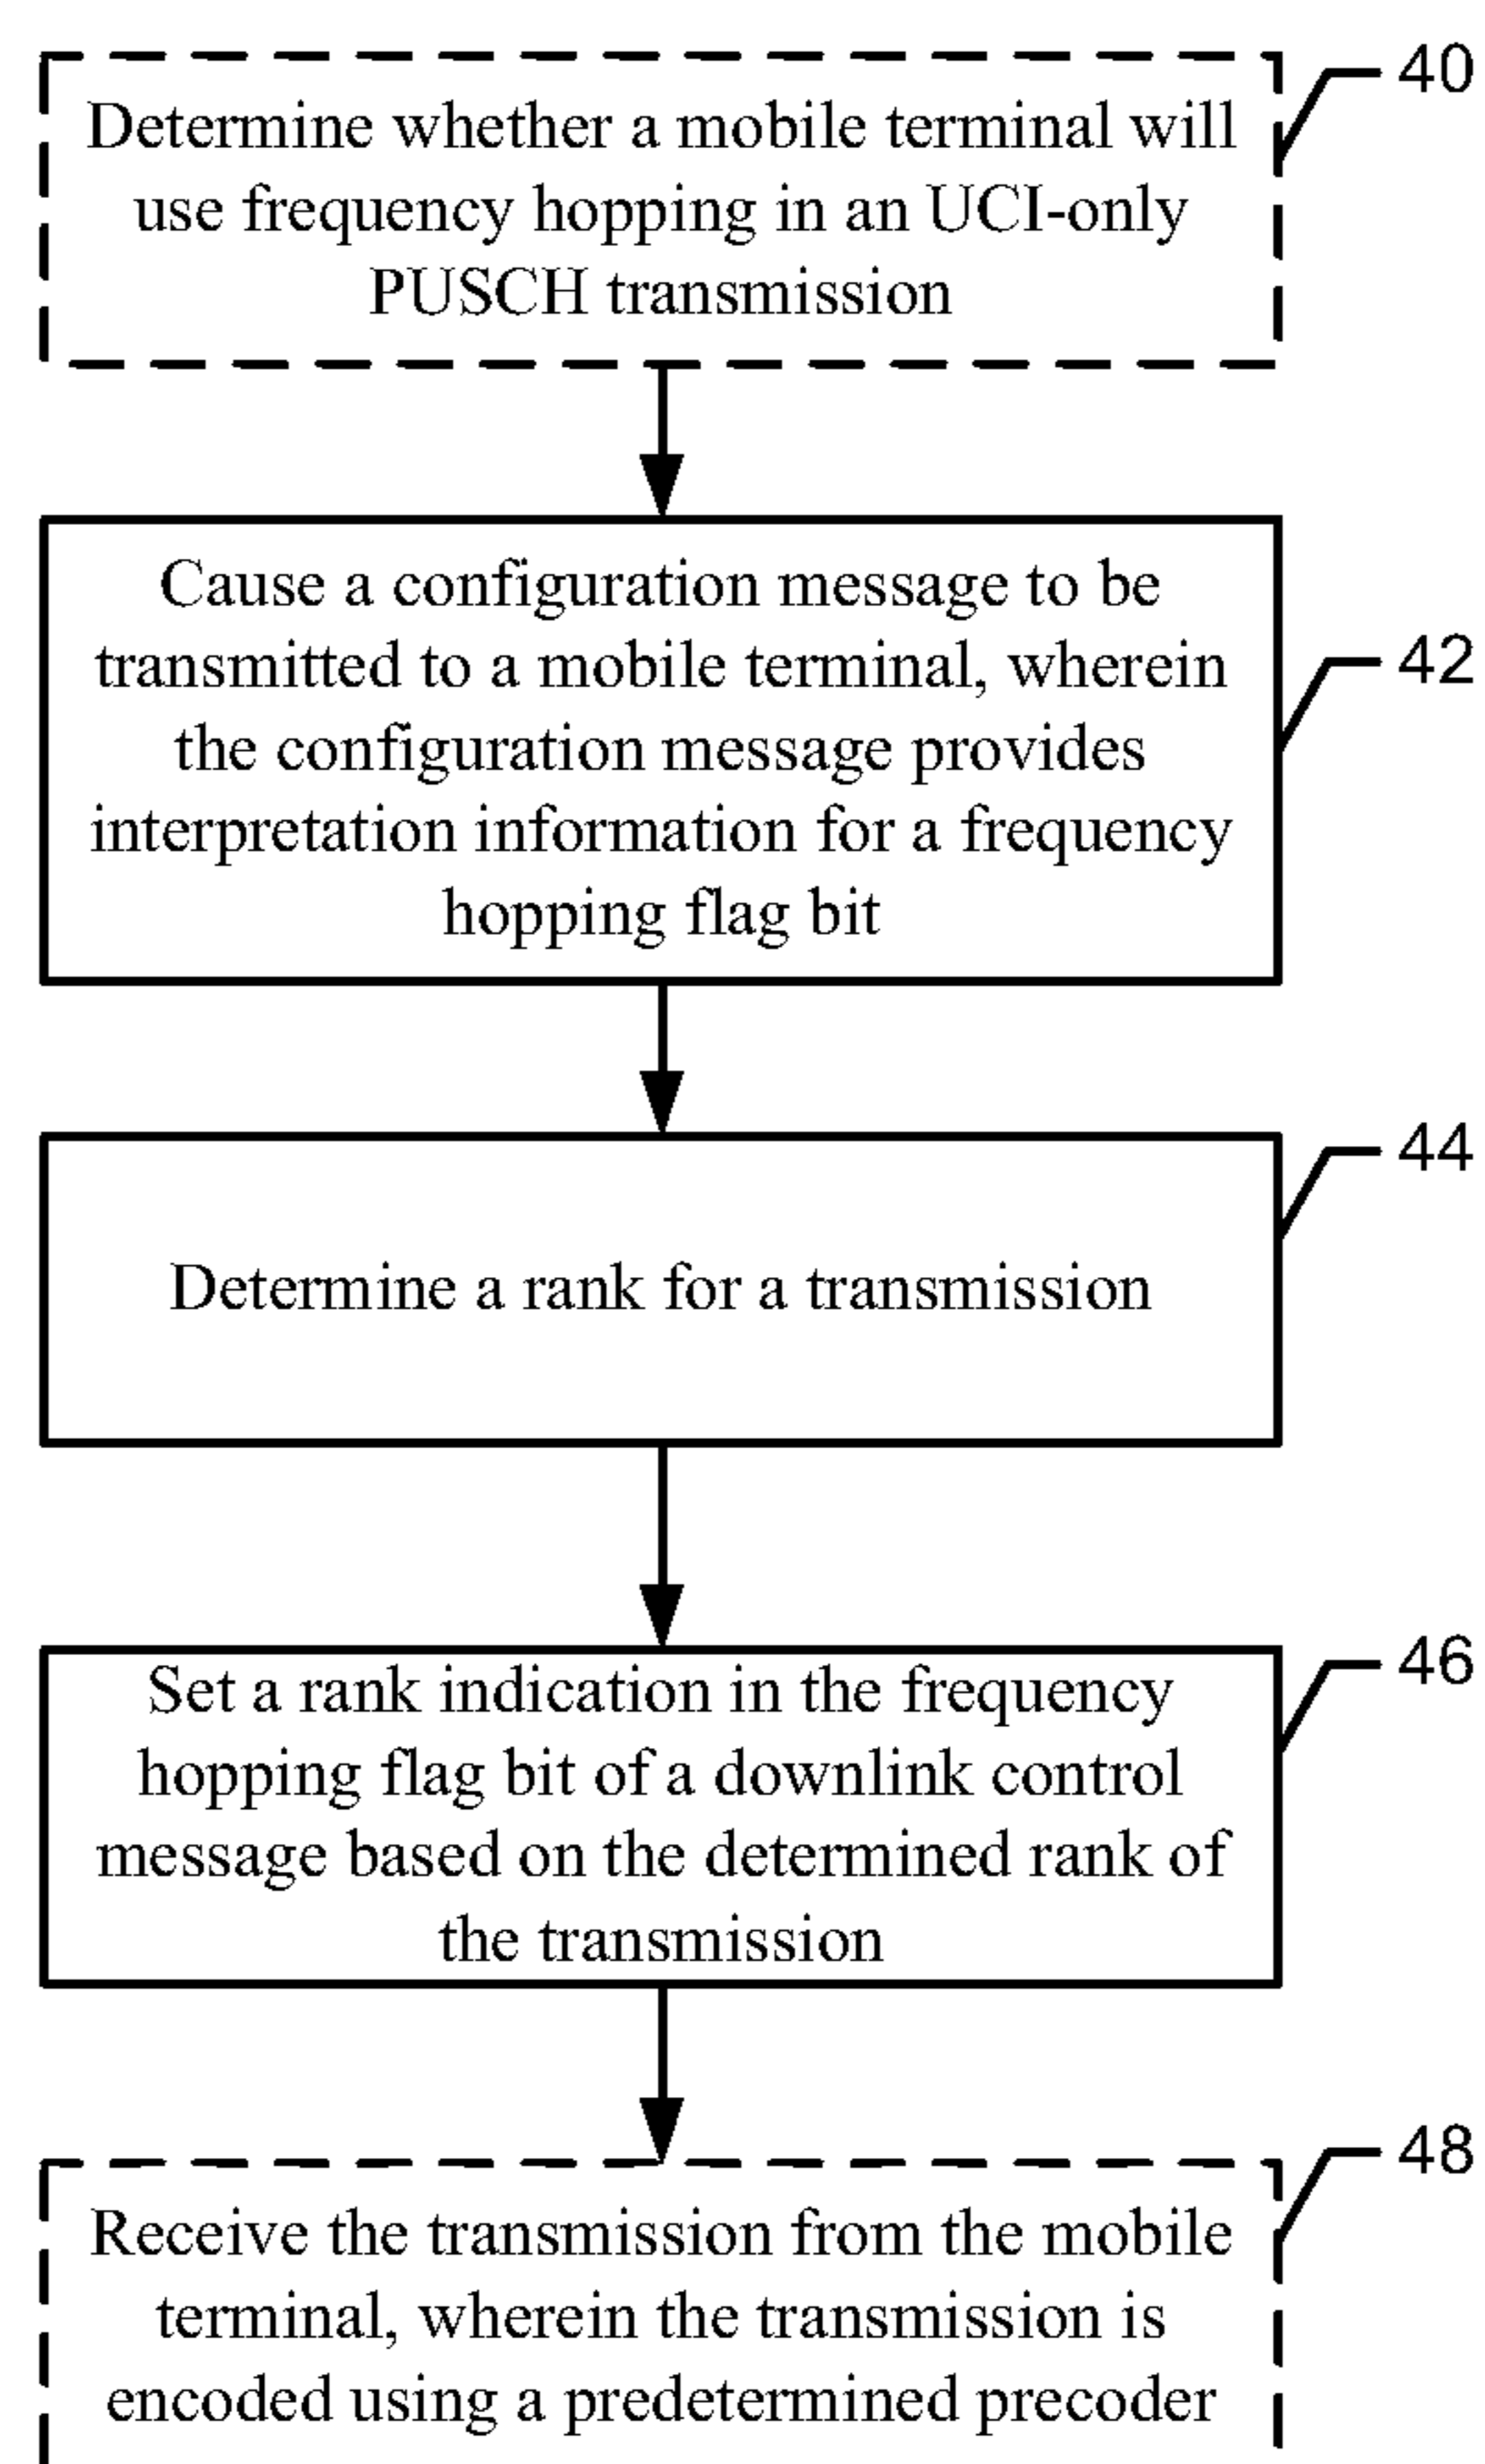 40
Determine whether a mobile terminal will
use frequency hopping in an UCI-only
PUSCH transmission
Cause a configuration message to be
transmitted to a mobile terminal, wherein
the configuration message provides
interpretation information for a frequency
hopping flag bit
42
44
Determine a rank for a transmission
46
Set a rank indication in the frequency
hopping flag bit of a downlink control
message based on the determined rank of
the transmission
48
Receive the transmission from the mobile
terminal, wherein the transmission is
encoded using a predetermined precoder